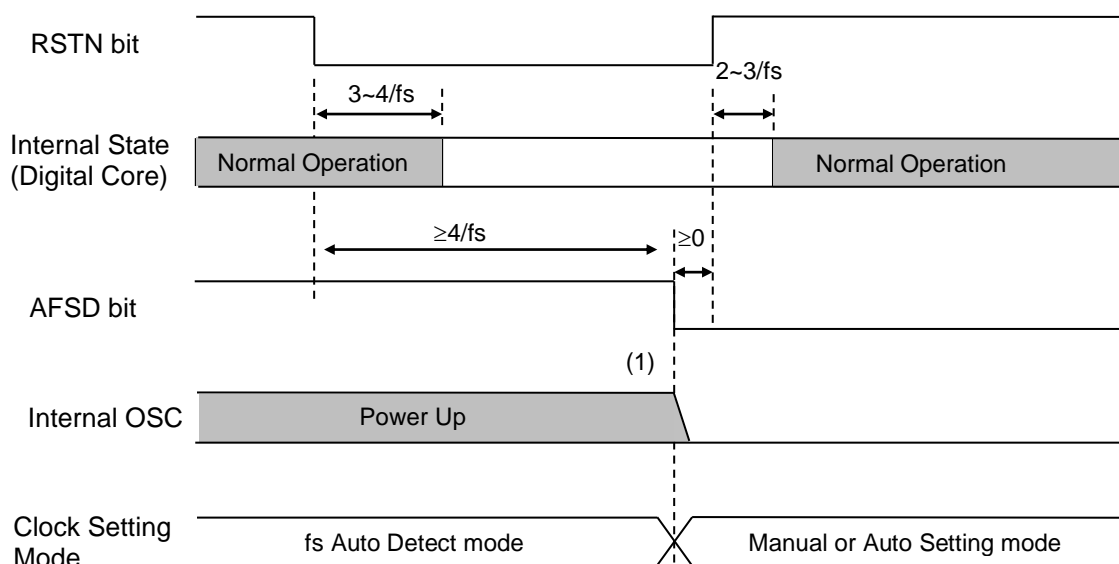 RSTN bit
2~3/fs
3~4/fs
Internal State
(Digital Core)
Normal Operation
Normal Operation
≥4/fs
≥0
AFSD bit
(1)
Internal OSC
Power Up
Clock Setting
Mode
fs Auto Detect mode
Manual or Auto Setting mode